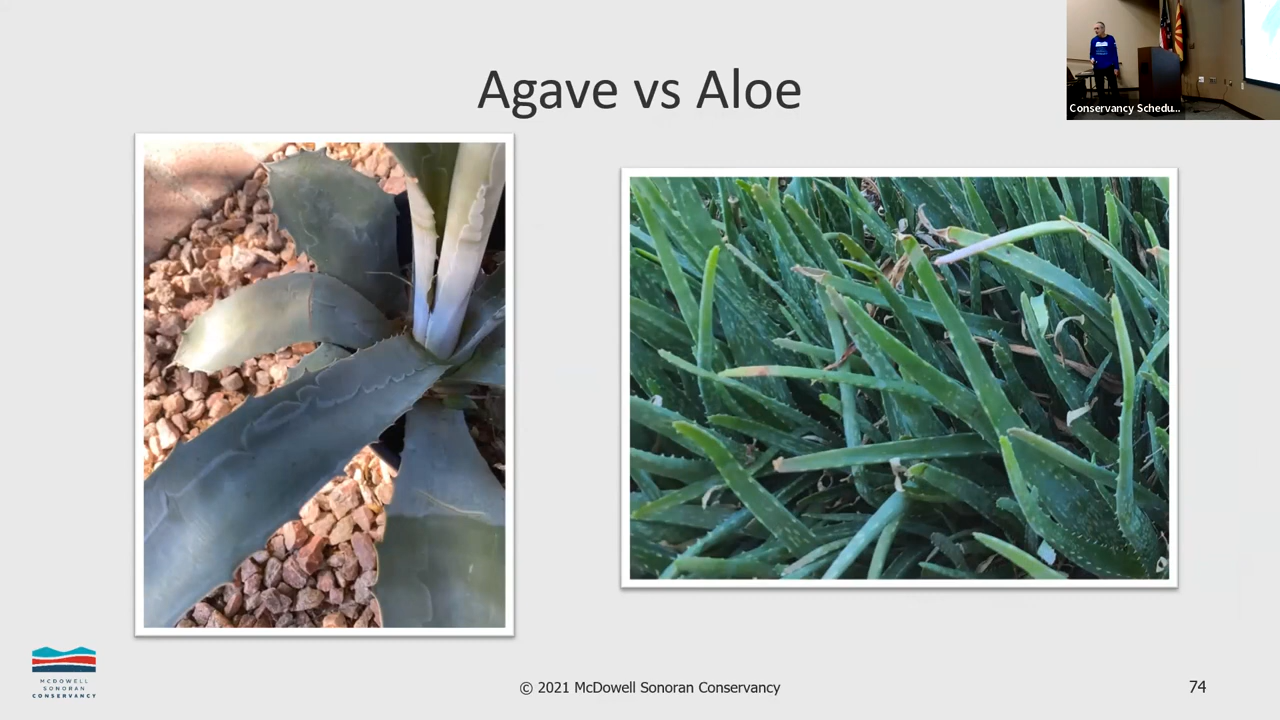 Agave vs Aloe
Conservancy Schedu...
MCDOWELL
SONORAN
CONSERVANCY
© 2021 McDowell Sonoran Conservancy
74